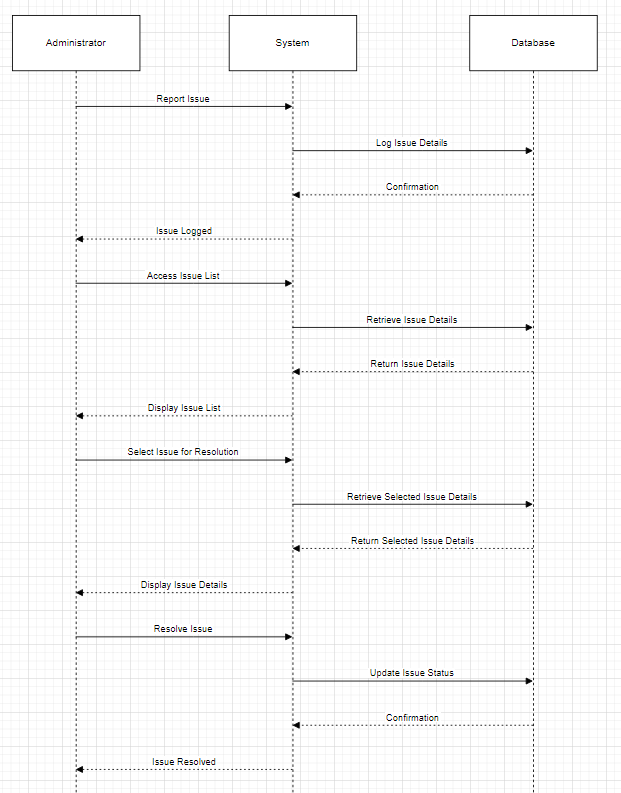 Administrator
System
Database
Report Issue
Log Issue Details
Confirmation
Issue Logged
Access Issue List
Retrieve Issue Details
Return Issue Details
Display Issue List
Select Issue for Resolution
Retrieve Selected Issue Details
Return Selected Issue Details
Display Issue Details
Resolve Issue
Update Issue Status
Confirmation
Issue Resolved